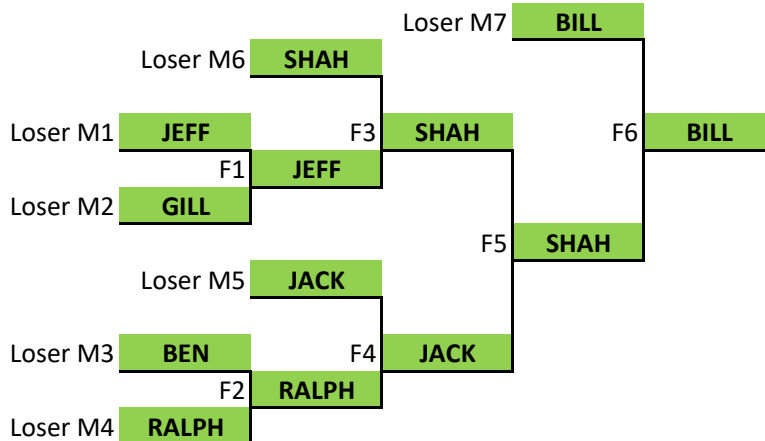 Loser M7 BILL
Loser M6 SHAH
Loser M1 JEFF F3 SHAH F6 BILL
F1 JEFF
Loser M2 GILL
F5 SHAH
Loser M5 JACK
Loser M3 BEN F4 JACK
F2 RALPH
Loser M4 RALPH